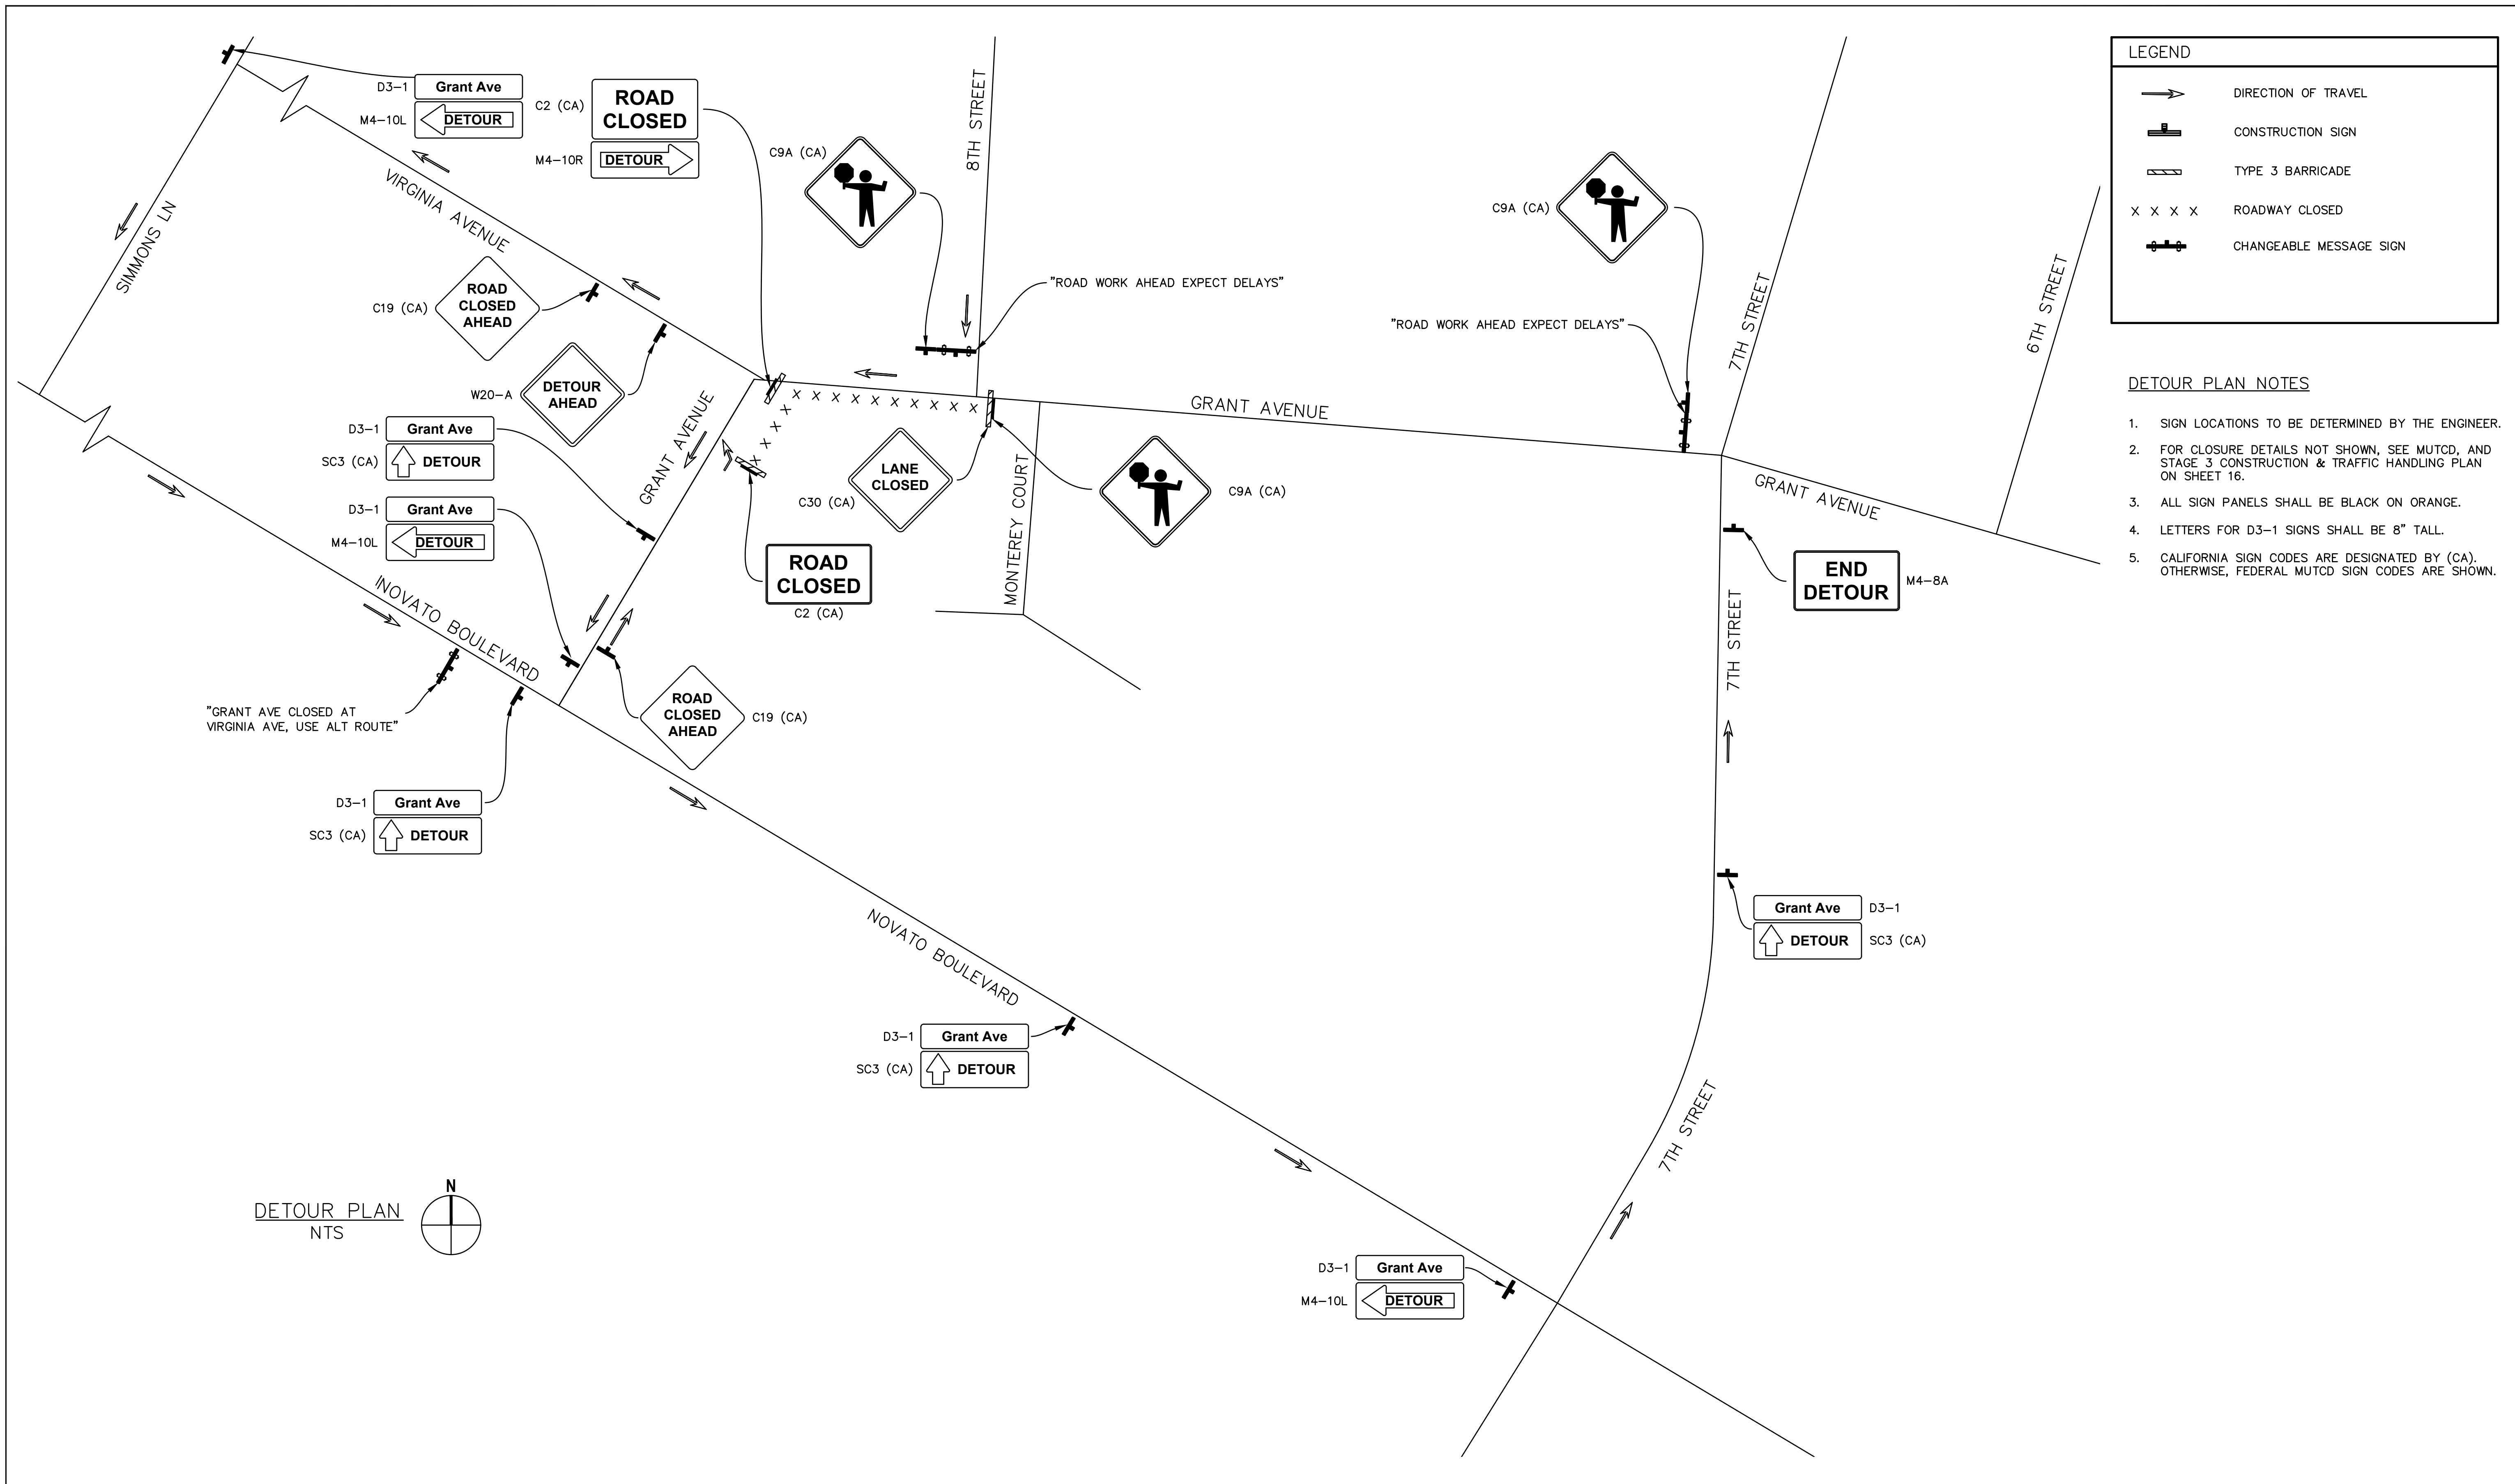 D3-1
Grant Ave
M4-10L
DETOUR
C2 (CA)
ROAD
CLOSED
M4-10R
DETOUR
C9A (CA)
8TH STREET
C9A (CA)
LEGEND
DIRECTION OF TRAVEL
CONSTRUCTION SIGN
TYPE 3 BARRICADE
X X X X
ROADWAY CLOSED
CHANGEABLE MESSAGE SIGN
VIRGINIA AVENUE
SIMMONS LN
C19 (CA)
ROAD
CLOSED
AHEAD
"ROAD WORK AHEAD EXPECT DELAYS"
"ROAD WORK AHEAD EXPECT DELAYS"
7TH STREET
6TH STREET
W20-A
DETOUR
AHEAD
D3-1
Grant Ave
SC3 (CA)
DETOUR
GRANT AVENUE
X X X X X X X X X X
X X X X
GRANT AVENUE
C30 (CA)
LANE
CLOSED
C9A (CA)
MONTEREY COURT
GRANT AVENUE
D3-1
Grant Ave
M4-10L
DETOUR
ROAD
CLOSED
C2 (CA)
DETOUR PLAN NOTES
1. SIGN LOCATIONS TO BE DETERMINED BY THE ENGINEER.
2. FOR CLOSURE DETAILS NOT SHOWN, SEE MUTCD, AND
STAGE 3 CONSTRUCTION & TRAFFIC HANDLING PLAN
ON SHEET 16.
3. ALL SIGN PANELS SHALL BE BLACK ON ORANGE.
4. LETTERS FOR D3-1 SIGNS SHALL BE 8" TALL.
5. CALIFORNIA SIGN CODES ARE DESIGNATED BY (CA).
OTHERWISE, FEDERAL MUTCD SIGN CODES ARE SHOWN.
END
DETOUR
M4-8A
7TH STREET
INOVATO BOULEVARD
"GRANT AVE CLOSED AT
VIRGINIA AVE, USE ALT ROUTE"
ROAD
CLOSED
AHEAD
C19 (CA)
D3-1
Grant Ave
SC3 (CA)
DETOUR
Grant Ave
D3-1
DETOUR
SC3 (CA)
NOVATO BOULEVARD
D3-1
Grant Ave
SC3 (CA)
DETOUR
7TH STREET
DETOUR PLAN
NTS
N
D3-1
Grant Ave
M4-10L
DETOUR